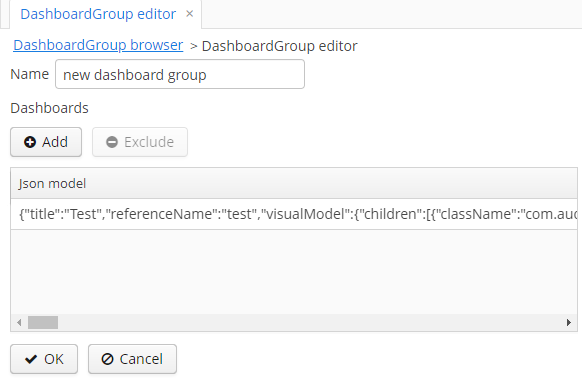 DashboardGroup editor ×
DashboardGroup browser > DashboardGroup editor
Name new dashboard group
Dashboards
Add Exclude
Json model
{"title":"Test","referenceName":"test","visualModel":{"children":[{"className":"com.au
OK Cancel